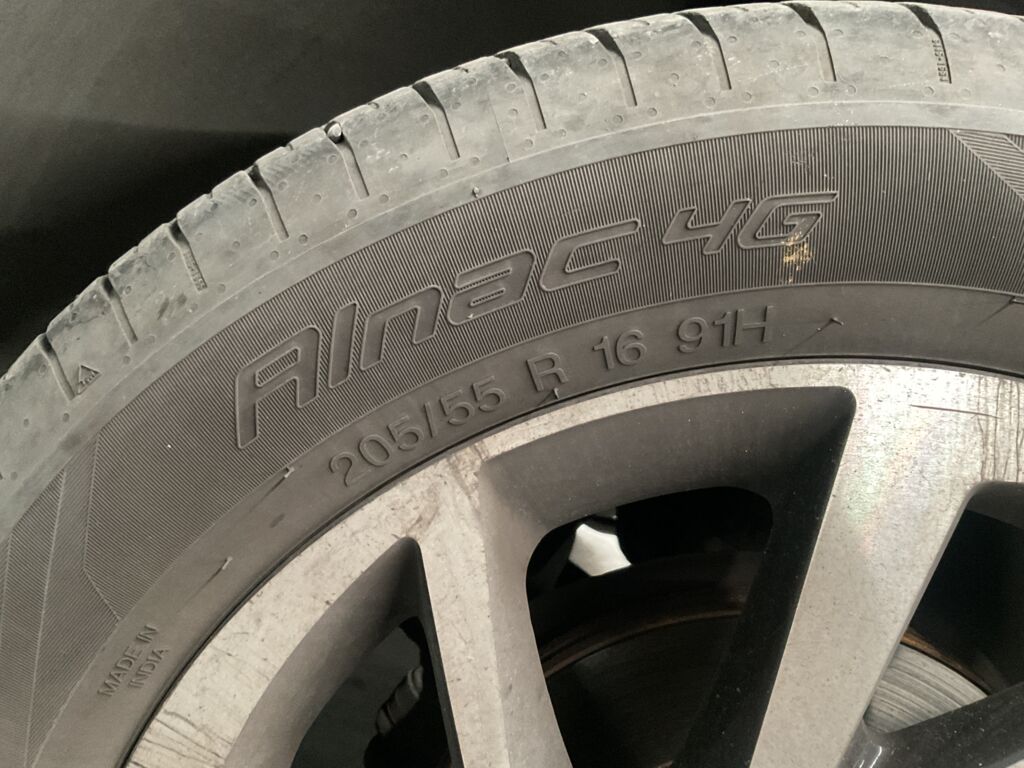 Alnac 4G
205/55 R 16 91H
MADE IN
INDIA